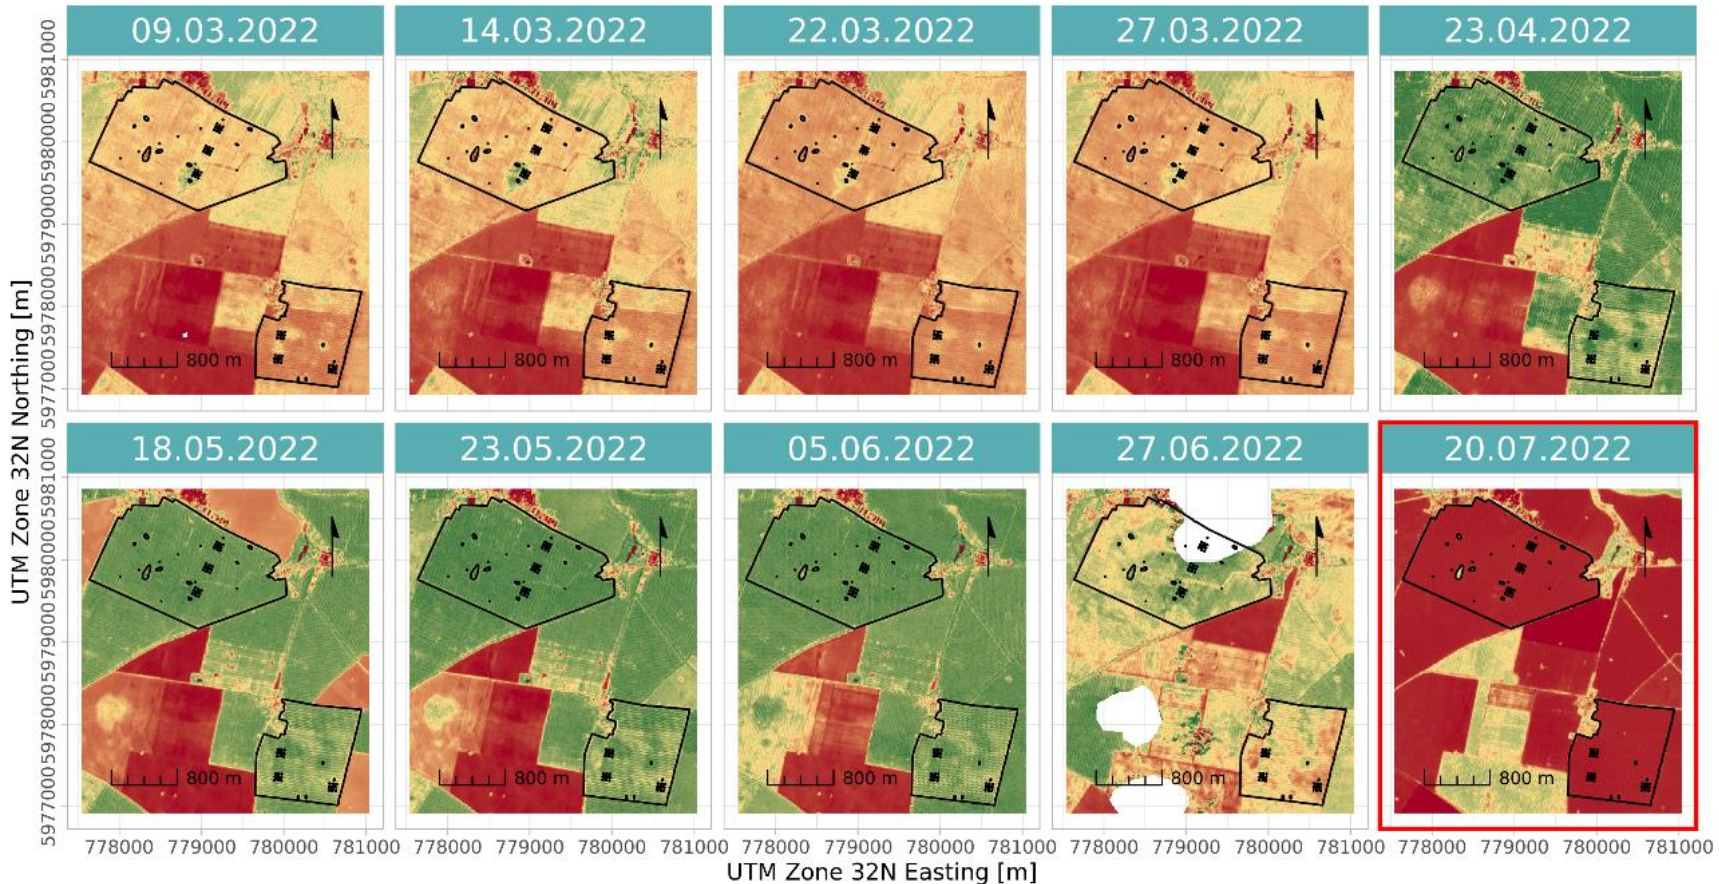 09.03.2022
14.03.2022
22.03.2022
27.03.2022
23.04.2022
5977000 5978000 5979000 5980000 5981000
800 m
800 m
800 m
800 m
800 m
UTM Zone 32N Northing [m]
18.05.2022
23.05.2022
05.06.2022
27.06.2022
20.07.2022
5977000 5978000 5979000 5980000 5981000
800 m
800 m
800 m
800 m
800 m
778000 779000 780000 781000
778000 779000 780000 781000
778000 779000 780000 781000
778000 779000 780000 781000
778000 779000 780000 781000
UTM Zone 32N Easting [m]